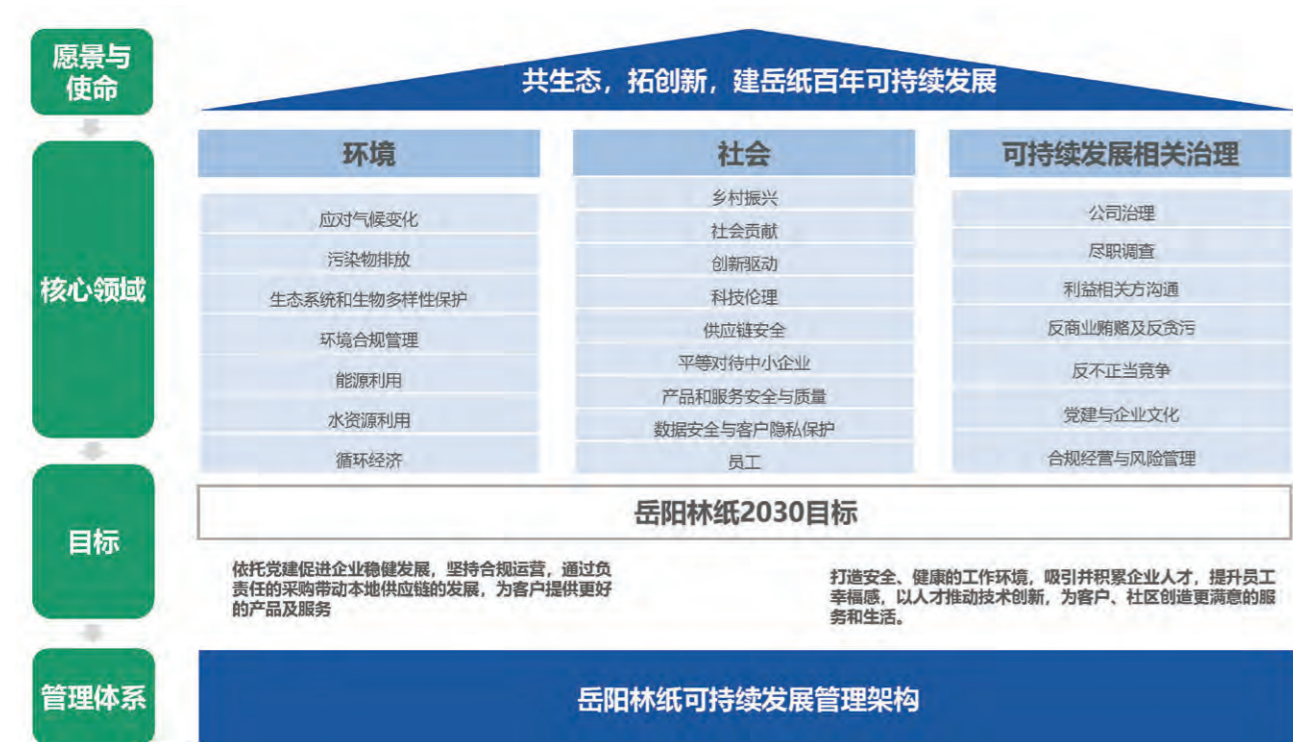 愿景与
使命
共生态，拓创新，建岳纸百年可持续发展
核心领域
环境
应对气候变化
污染物排放
生态系统和生物多样性保护
环境合规管理
能源利用
水资源利用
循环经济
社会
乡村振兴
社会贡献
创新驱动
科技伦理
供应链安全
平等对待中小企业
产品和服务安全与质量
数据安全与客户隐私保护
员工
可持续发展相关治理
公司治理
尽职调查
利益相关方沟通
反商业贿赂及反贪污
反不正当竞争
党建与企业文化
合规经营与风险管理
目标
岳阳林纸2030目标
依托党建促进企业稳健发展，坚持合规运营，通过负
责任的采购带动本地供应链的发展，为客户提供更好
的产品及服务
打造安全、健康的工作环境，吸引并积累企业人才，提升员工
幸福感，以人才推动技术创新，为客户、社区创造更满意的服
务和生活。
管理体系
岳阳林纸可持续发展管理架构